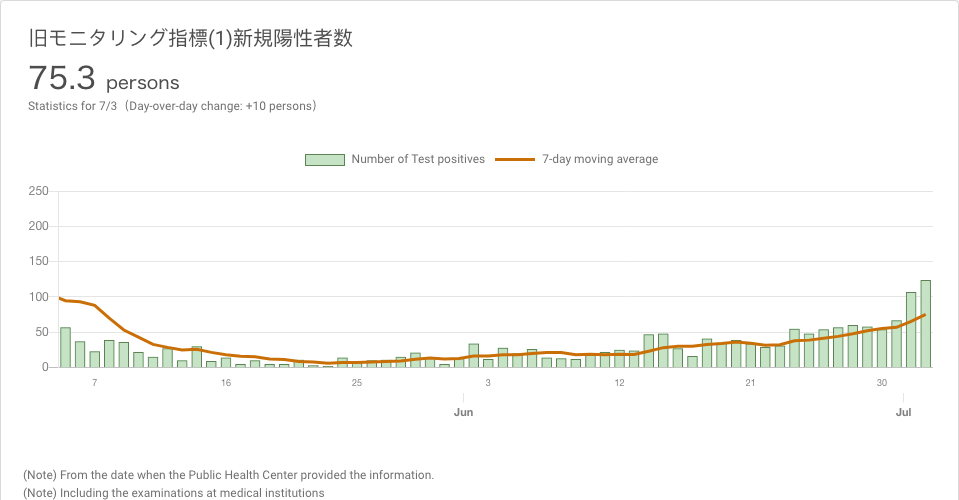 旧モニタリング指標(1)新規陽性者数
75.3 persons
Statistics for 7/3（Day-over-day change: +10 persons）
Number of Test positives 7-day moving average
250
200
150
100
50
0
7 16 25 3 12 21 30
Jun Jul
(Note) From the date when the Public Health Center provided the information.
(Note) Including the examinations at medical institutions